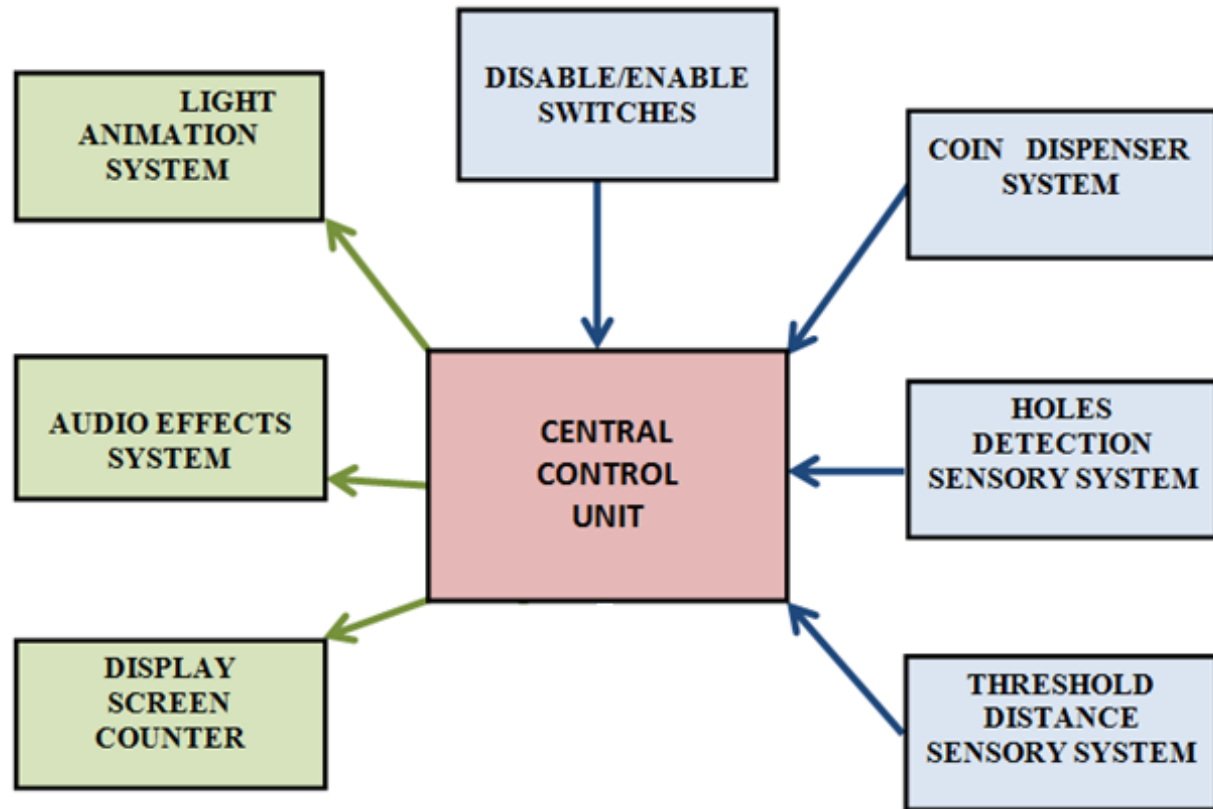 LIGHT
ANIMATION
SYSTEM
DISABLE/ENABLE
SWITCHES
COIN DISPENSER
SYSTEM
AUDIO EFFECTS
SYSTEM
CENTRAL
CONTROL
UNIT
HOLES
DETECTION
SENSORY SYSTEM
DISPLAY
SCREEN
COUNTER
THRESHOLD
DISTANCE
SENSORY SYSTEM